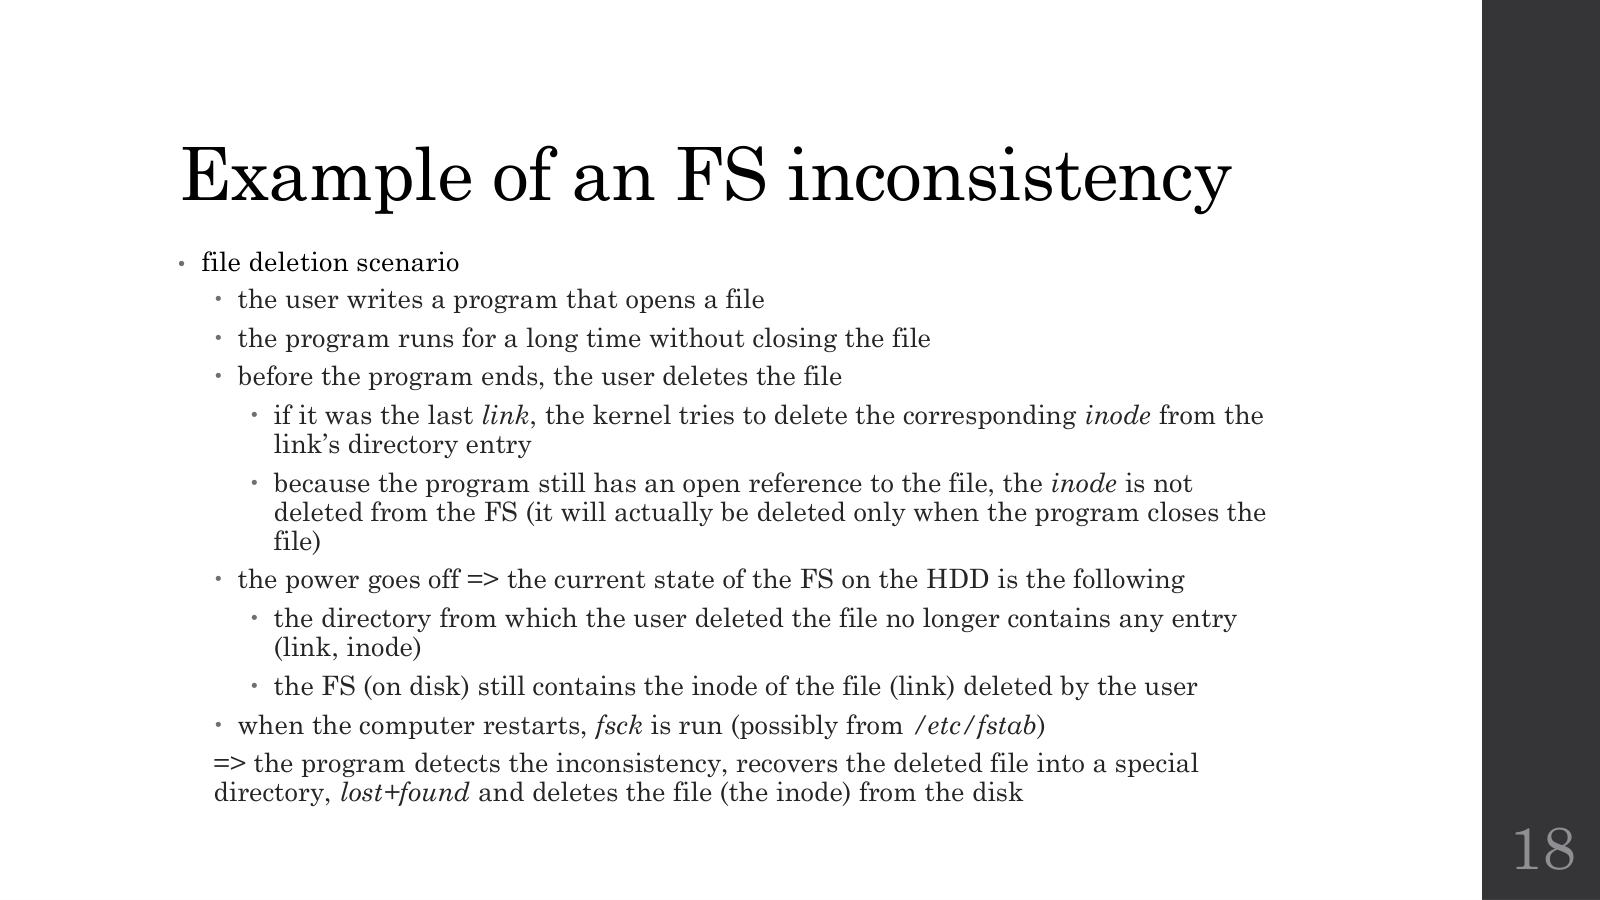 Example of an FS inconsistency
• file deletion scenario
• the user writes a program that opens a file
• the program runs for a long time without closing the file
• before the program ends, the user deletes the file
• if it was the last link, the kernel tries to delete the corresponding inode from the
link’s directory entry
• because the program still has an open reference to the file, the inode is not
deleted from the FS (it will actually be deleted only when the program closes the
file)
• the power goes off => the current state of the FS on the HDD is the following
• the directory from which the user deleted the file no longer contains any entry
(link, inode)
• the FS (on disk) still contains the inode of the file (link) deleted by the user
• when the computer restarts, fsck is run (possibly from /etc/fstab)
=> the program detects the inconsistency, recovers the deleted file into a special
directory, lost+found and deletes the file (the inode) from the disk
18